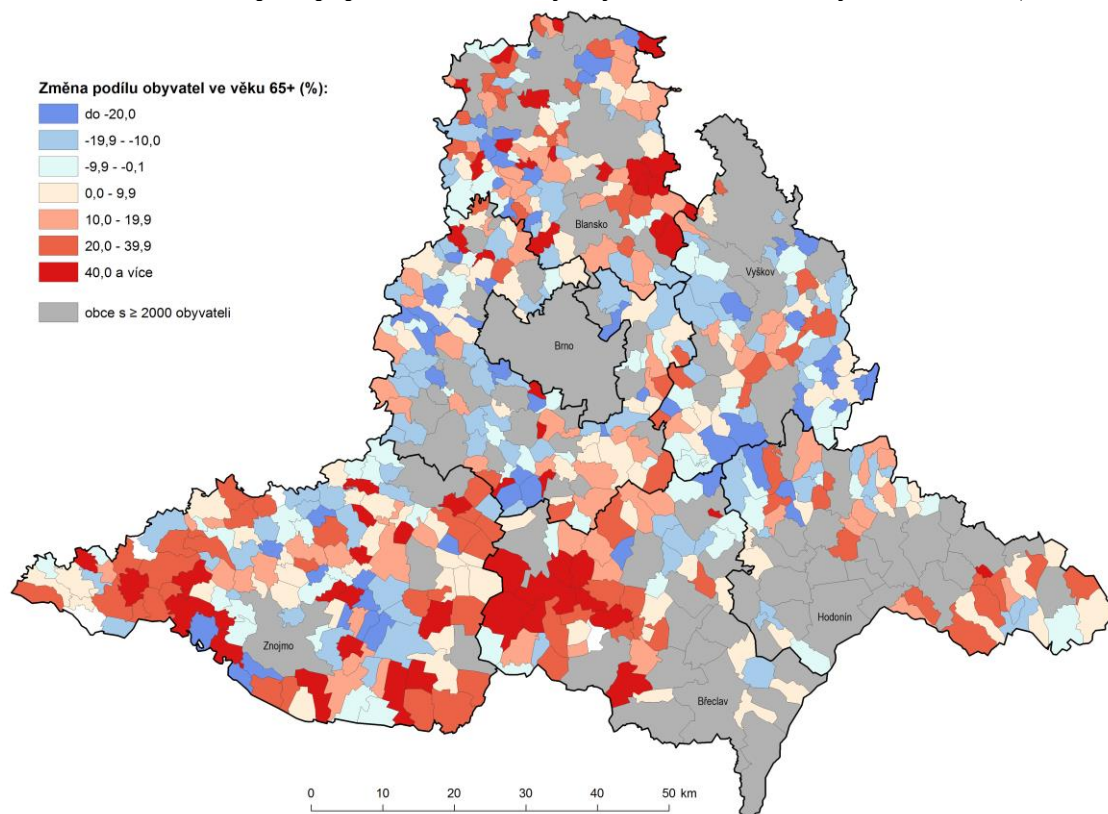 Změna podílu obyvatel ve věku 65+ (%):
do -20,0
-19,9 - -10,0
-9,9 - -0,1
0,0 - 9,9
10,0 - 19,9
20,0 - 39,9
40,0 a více
obce s ≥ 2000 obyvateli
Blansko
Vyškov
Brno
Znojmo
Hodonín
Břeclav
0 10 20 30 40 50 km